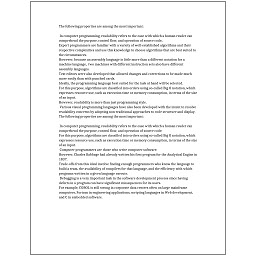 The following properties are among the most important:
In computer programming, readability refers to the ease with which a human reader can
comprehend the purpose, control flow, and operation of source code.
Expert programmers are familiar with a variety of well-established algorithms and their
respective complexities and use this knowledge to choose algorithms that are best suited to
the circumstances.
However, because an assembly language is little more than a different notation for a
machine language, two machines with different instruction sets also have different
assembly languages.
Text editors were also developed that allowed changes and corrections to be made much
more easily than with punched cards.
Ideally, the programming language best suited for the task at hand will be selected.
For this purpose, algorithms are classified into orders using so-called Big O notation, which
expresses resource use, such as execution time or memory consumption, in terms of the size
of an input.
However, readability is more than just programming style.
Various visual programming languages have also been developed with the intent to resolve
readability concerns by adopting non-traditional approaches to code structure and display.
The following properties are among the most important:
In computer programming, readability refers to the ease with which a human reader can
comprehend the purpose, control flow, and operation of source code.
For this purpose, algorithms are classified into orders using so-called Big O notation, which
expresses resource use, such as execution time or memory consumption, in terms of the size
of an input.
Computer programmers are those who write computer software.
However, Charles Babbage had already written his first program for the Analytical Engine in
1837.
Trade-offs from this ideal involve finding enough programmers who know the language to
build a team, the availability of compilers for that language, and the efficiency with which
programs written in a given language execute.
Debugging is a very important task in the software development process since having
defects in a program can have significant consequences for its users.
For example, COBOL is still strong in corporate data centers often on large mainframe
computers, Fortran in engineering applications, scripting languages in Web development,
and C in embedded software.